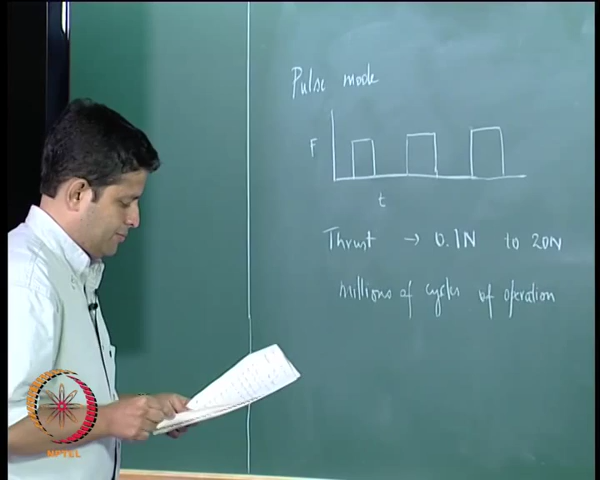 Pulse mode
F
t
Thrust → 0.1N to 20N
Millions of cycles of operation
NPTEL